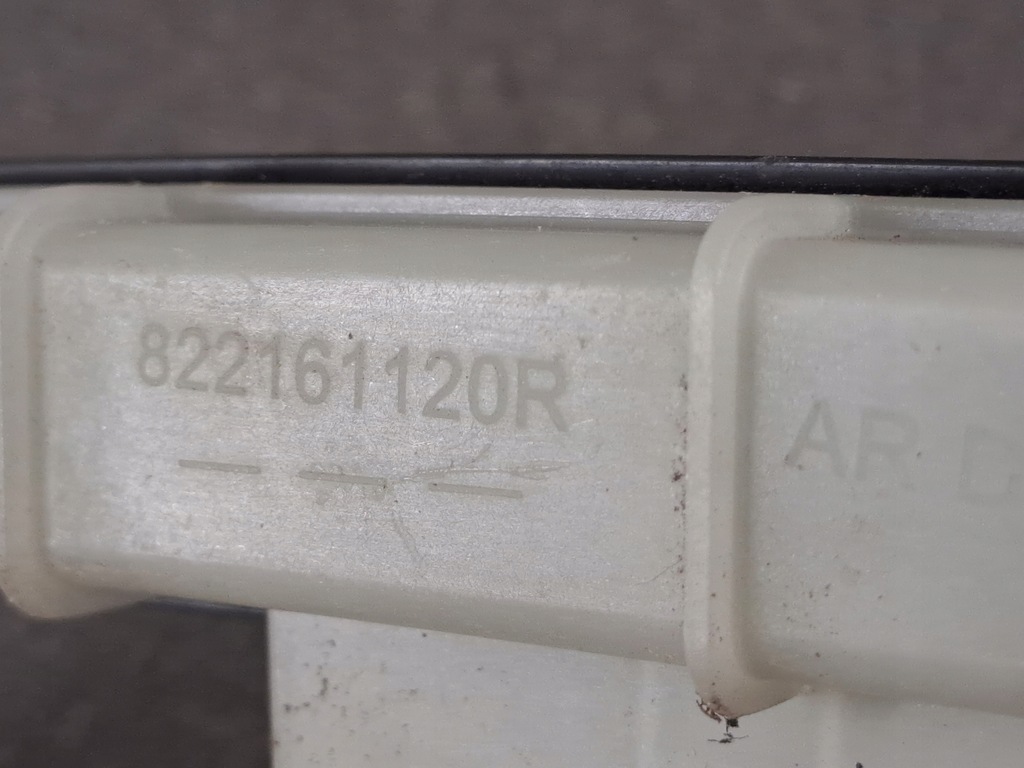 822161120R
— — —
AR D